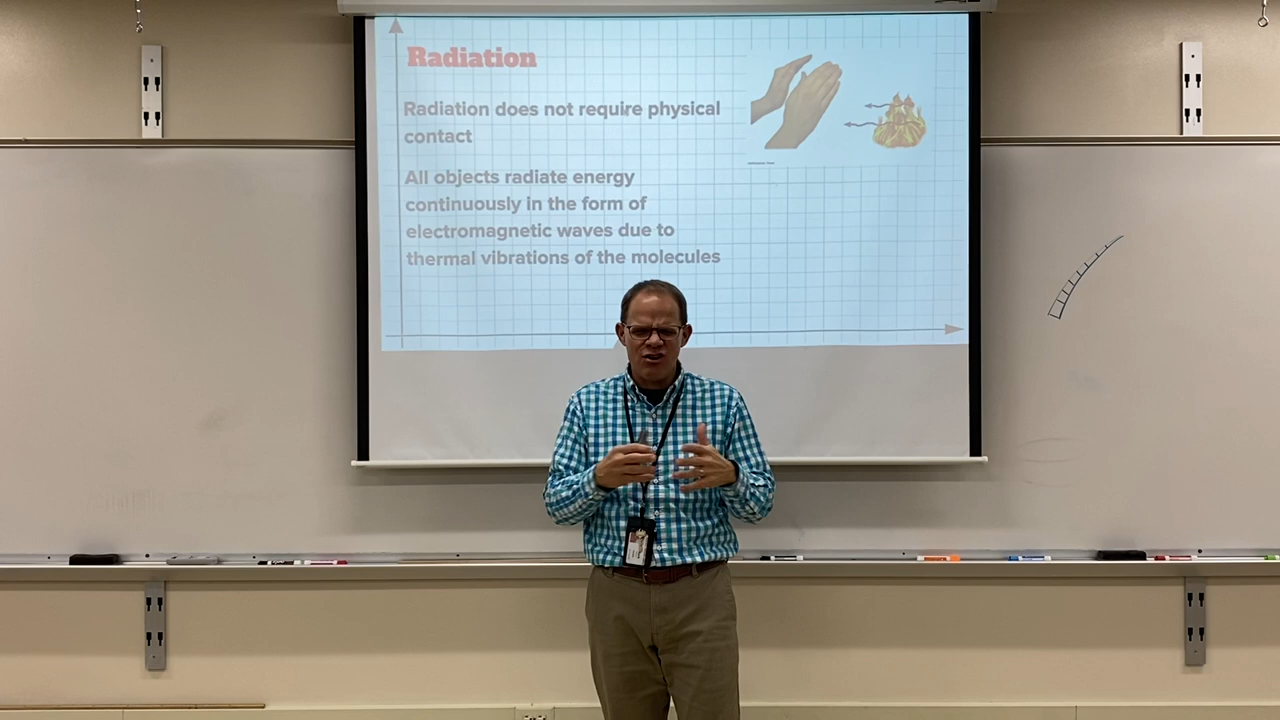 Radiation
Radiation does not require physical
contact
All objects radiate energy
continuously in the form of
electromagnetic waves due to
thermal vibrations of the molecules